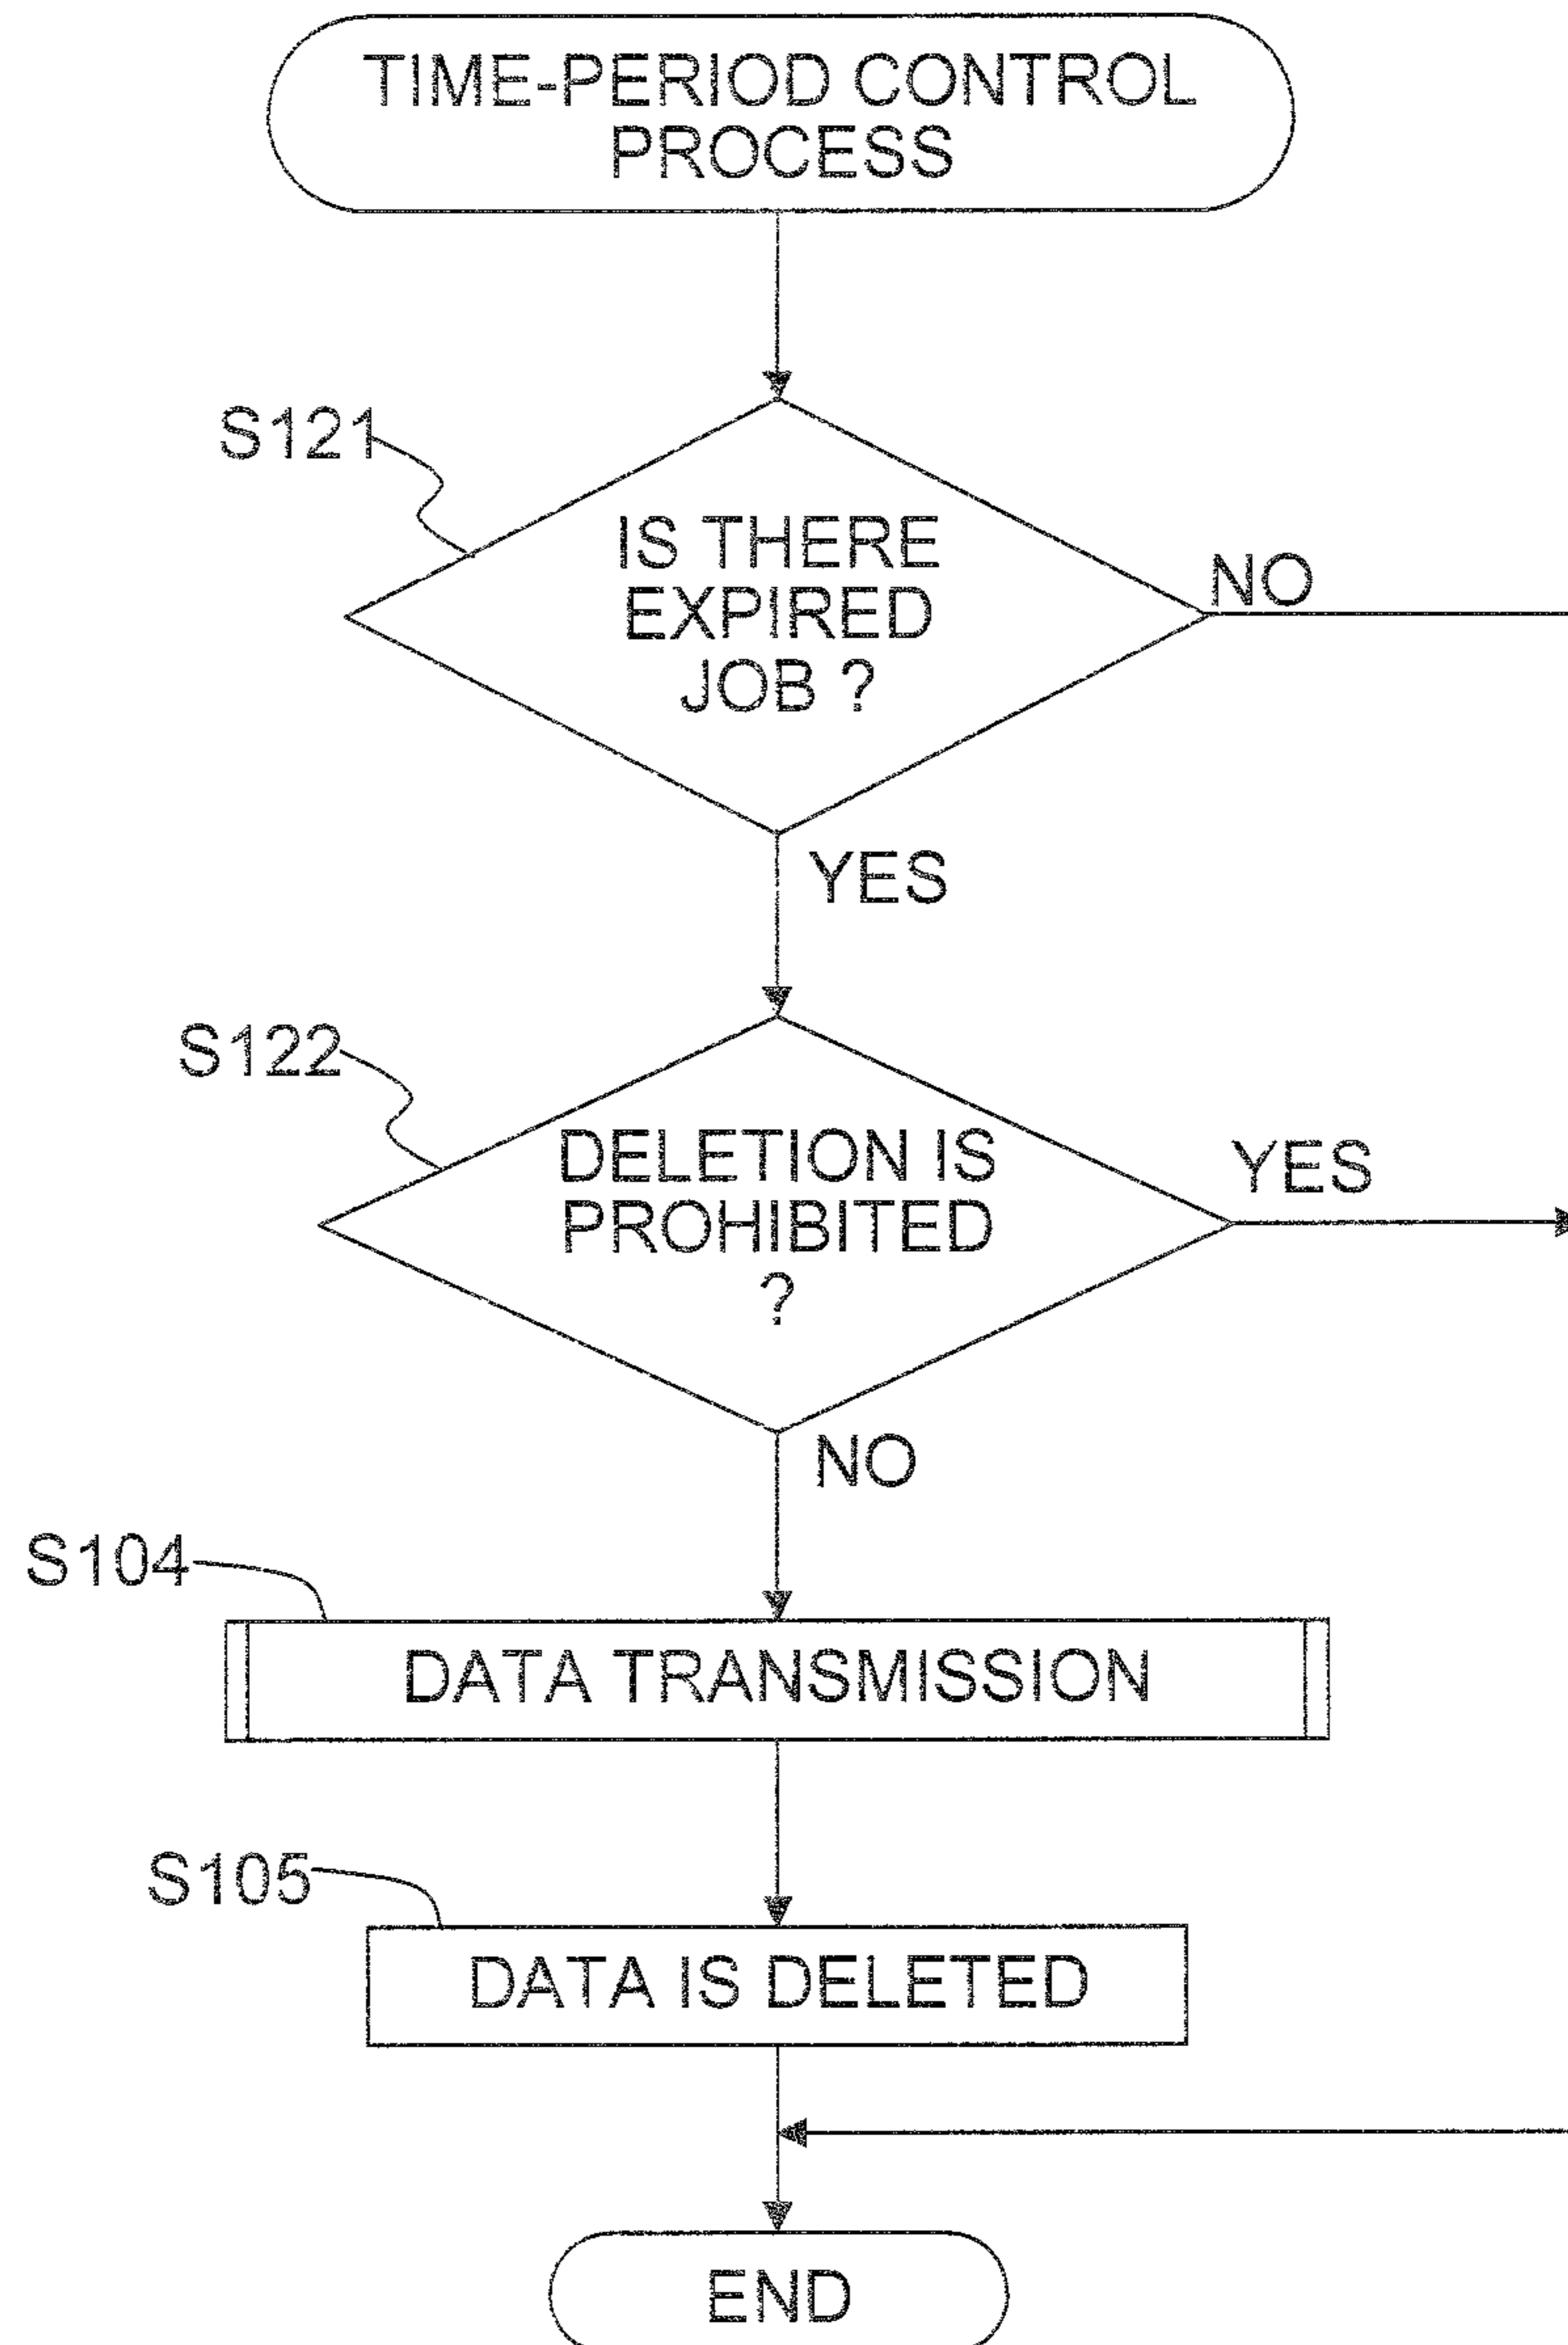 TIME-PERIOD CONTROL
PROCESS
S121
IS THERE
EXPIRED
JOB ?
NO
YES
S122
DELETION IS
PROHIBITED
?
YES
NO
S104
DATA TRANSMISSION
S105
DATA IS DELETED
END